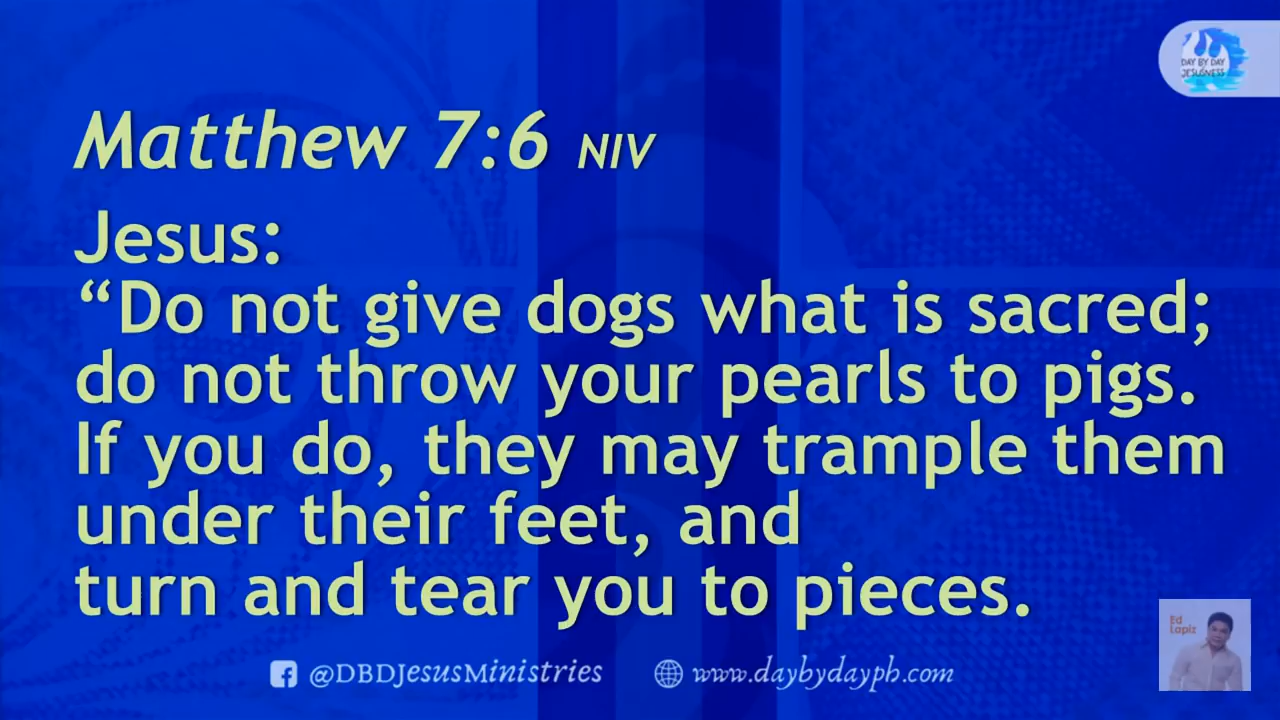 DAY BY DAY
JESUSNESS
Matthew 7:6 NIV
Jesus:
“Do not give dogs what is sacred;
do not throw your pearls to pigs.
If you do, they may trample them
under their feet, and
turn and tear you to pieces.
Ed
Lapiz
@DBDJesusMinistries
www.daybydayph.com